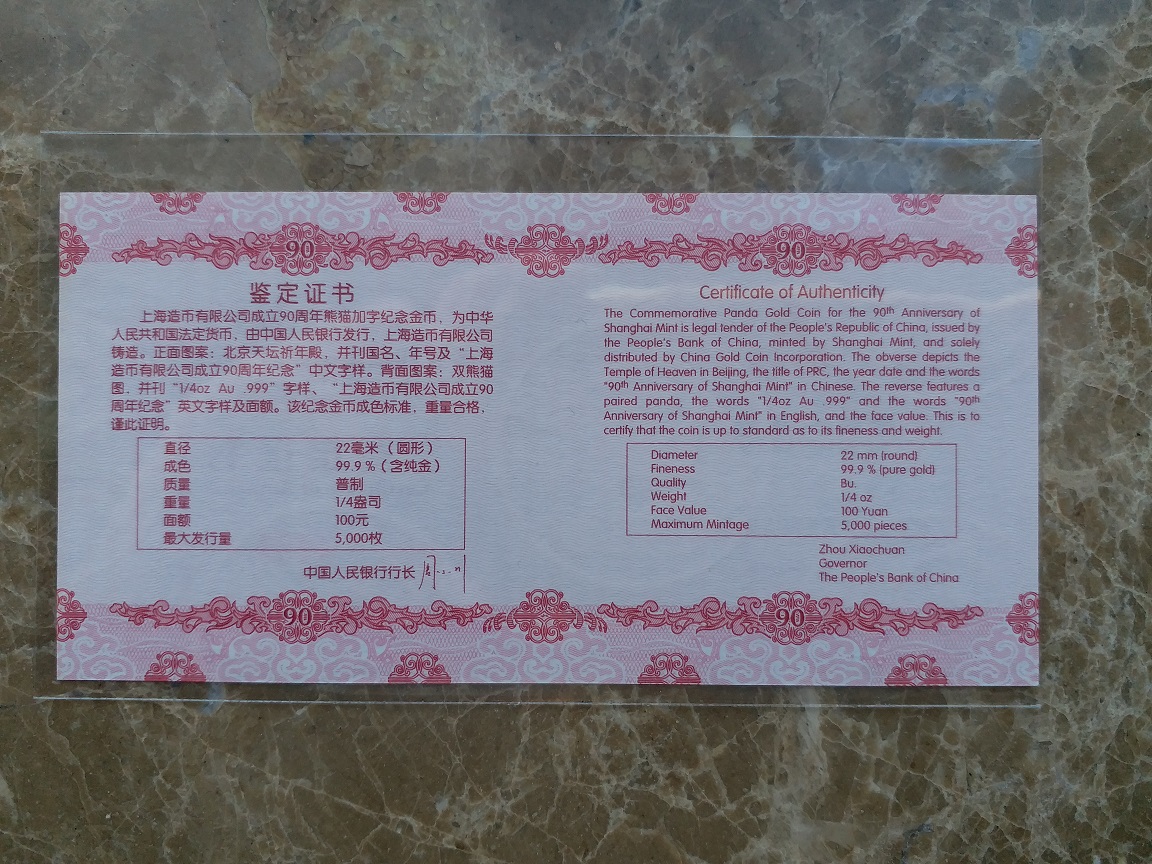 90
鉴定证书
上海造币有限公司成立90周年熊猫加字纪念金币，为中华
人民共和国法定货币，由中国人民银行发行，上海造币有限公司
铸造。正面图案：北京天坛祈年殿，并刊国名、年号及“上海
造币有限公司成立90周年纪念”中文字样。背面图案：双熊猫
图，并刊“1/4oz Au .999”字样、“上海造币有限公司成立90
周年纪念”英文字样及面额。该纪念金币成色标准，重量合格，
谨此证明。
直径 22毫米（圆形）
成色 99.9%（含纯金）
质量 普制
重量 1/4盎司
面额 100元
最大发行量 5,000枚
中国人民银行行长
90
90
Certificate of Authenticity
The Commemorative Panda Gold Coin for the 90th Anniversary of
Shanghai Mint is legal tender of the People's Republic of China, issued by
the People's Bank of China, minted by Shanghai Mint, and solely
distributed by China Gold Coin Incorporation. The obverse depicts the
Temple of Heaven in Beijing, the title of PRC, the year date and the words
"90th Anniversary of Shanghai Mint" in Chinese. The reverse features a
paired panda, the words "1/4oz Au .999" and the words "90th
Anniversary of Shanghai Mint" in English, and the face value. This is to
certify that the coin is up to standard as to its fineness and weight.
Diameter 22 mm (round)
Fineness 99.9 % (pure gold)
Quality Bu.
Weight 1/4 oz
Face Value 100 Yuan
Maximum Mintage 5,000 pieces
Zhou Xiaochuan
Governor
The People's Bank of China
90